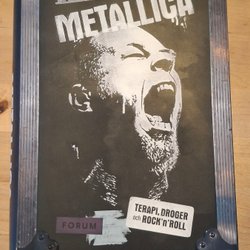 METALLICA
TERAPI, DROGER
och ROCK'N'ROLL
FORUM